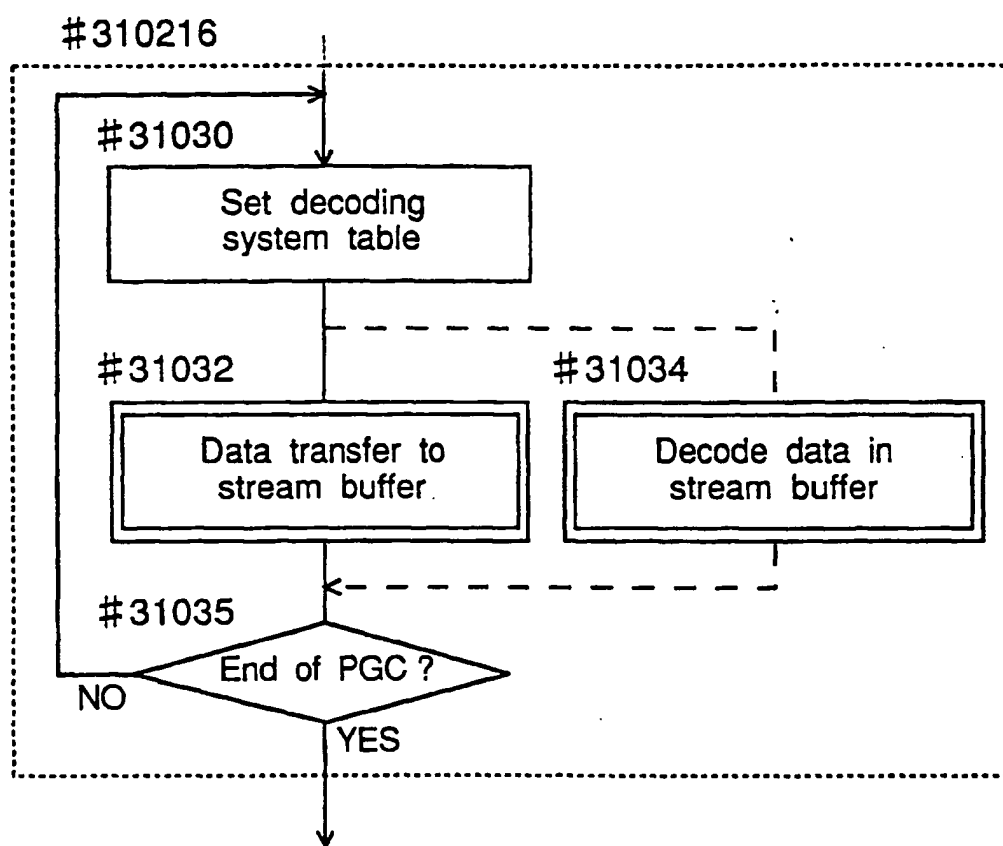 #310216
#31030
Set decoding
system table
#31032
#31034
Data transfer to
stream buffer
Decode data in
stream buffer
#31035
End of PGC?
NO
YES